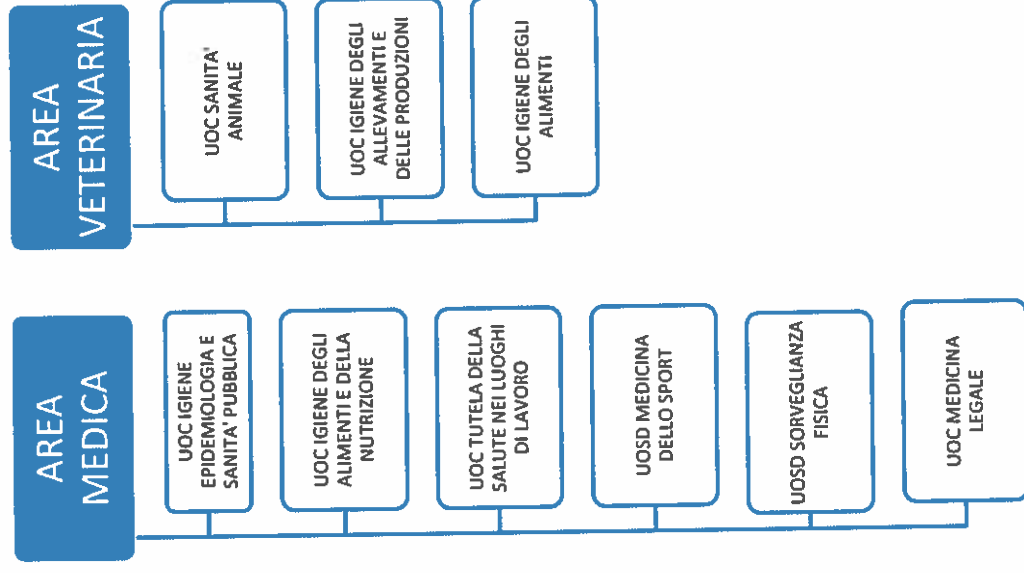 AREA
MEDICA
UOC IGIENE
EPIDEMIOLOGIA E
SANITA' PUBBLICA
UOC IGIENE DEGLI
ALIMENTI E DELLA
NUTRIZIONE
UOC TUTELA DELLA
SALUTE NEI LUOGHI
DI LAVORO
UOSD MEDICINA
DELLO SPORT
UOSD SORVEGLIANZA
FISICA
UOC MEDICINA
LEGALE
AREA
VETERINARIA
UOC SANITA'
ANIMALE
UOC IGIENE DEGLI
ALLEVAMENTI E
DELLE PRODUZIONI
UOC IGIENE DEGLI
ALIMENTI